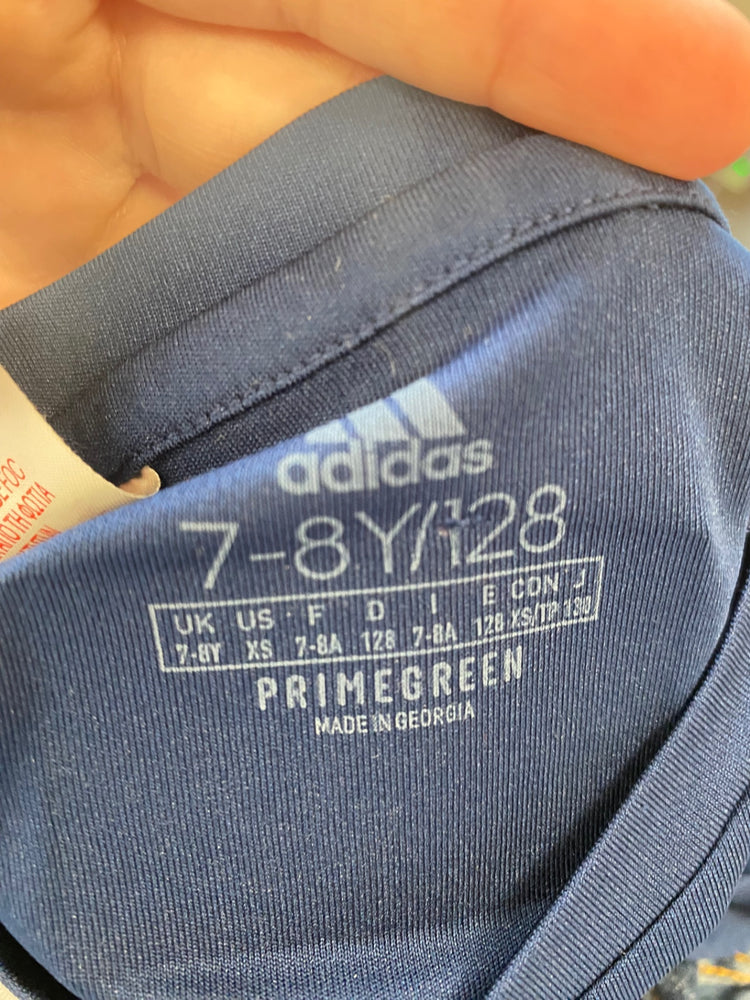 adidas
7-8Y/128
UK US F D I E CON J
7-8Y XS 7-8A 128 7-8A 128 XS/TP 130
PRIMEGREEN
MADE IN GEORGIA